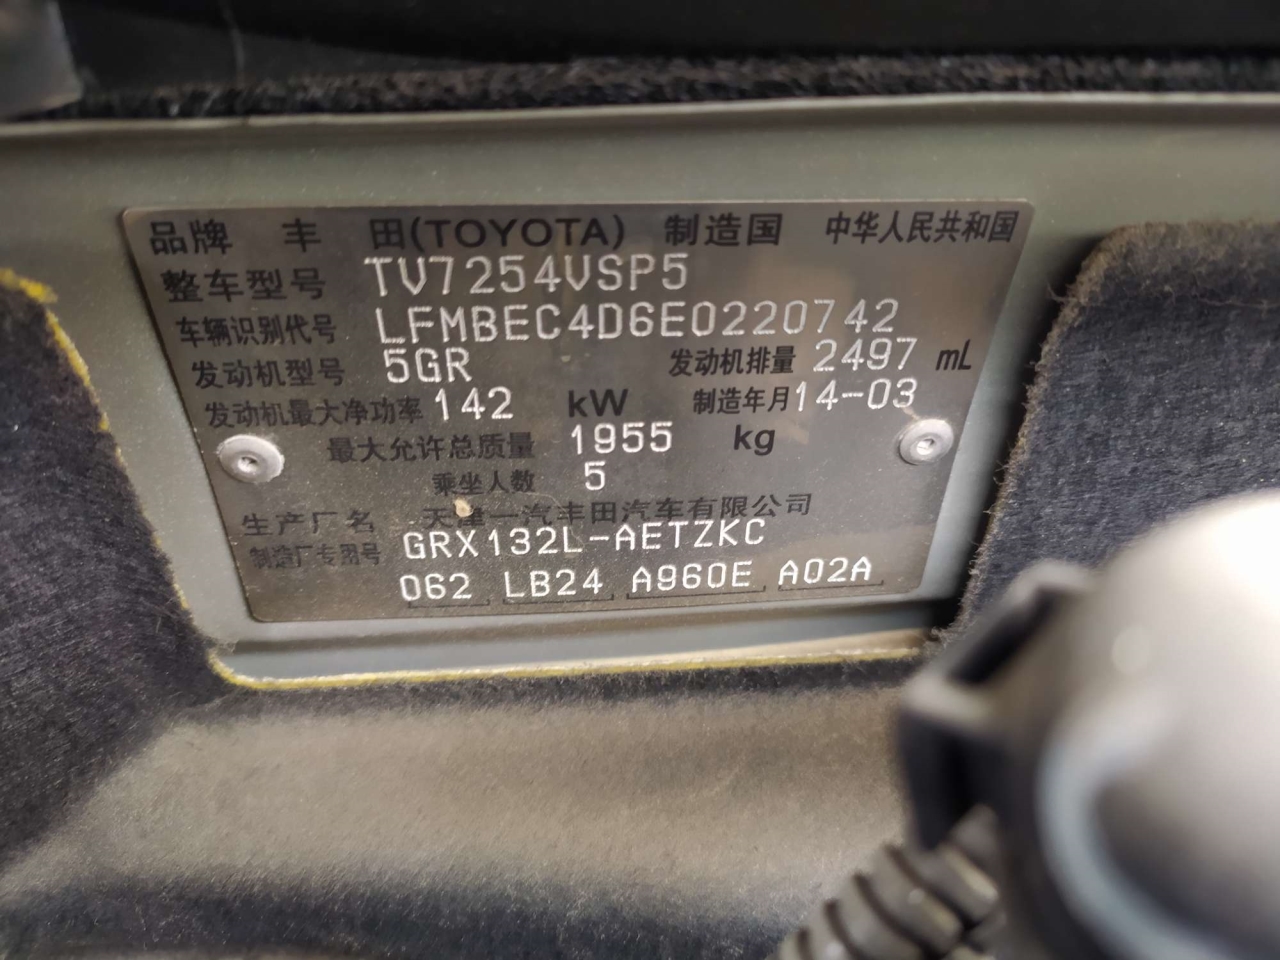 品牌 丰 田(TOYOTA) 制造国 中华人民共和国
整车型号 TV7254VSP5
车辆识别代号 LFMBEC4D6E0220742
发动机型号 5GR 发动机排量 2497 mL
发动机最大净功率 142 kW 制造年月 14-03
最大允许总质量 1955 kg
乘坐人数 5
生产厂名 天津一汽丰田汽车有限公司
制造厂专用号 GRX132L-AETZKC
062 LB24 A960E A02A